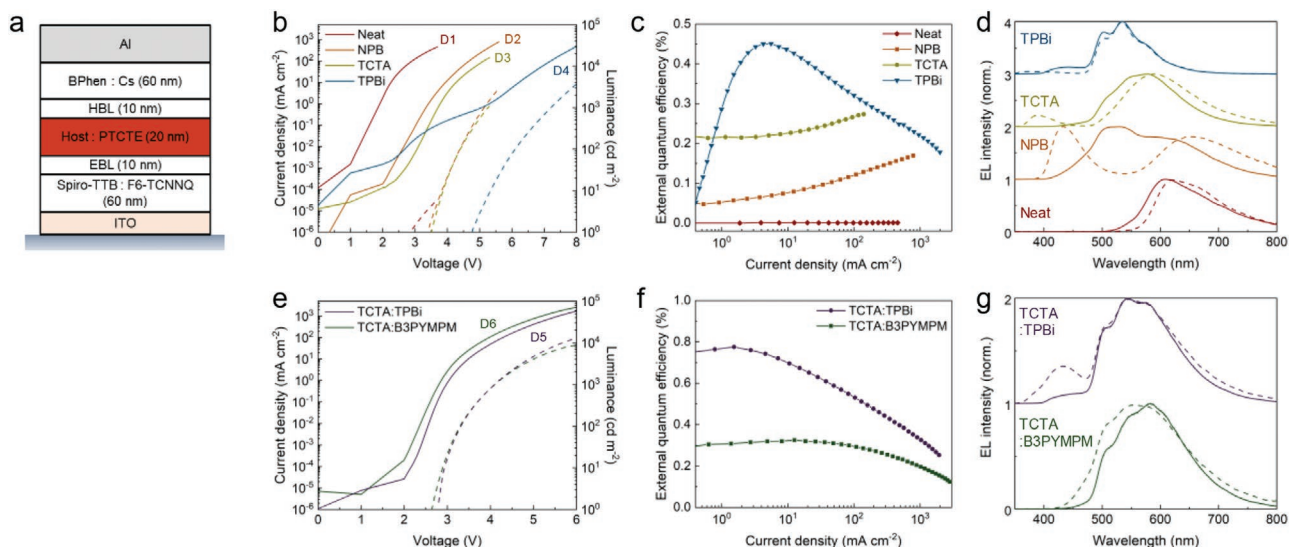 a
Al
BPhen : Cs (60 nm)
HBL (10 nm)
Host : PTCTE (20 nm)
EBL (10 nm)
Spiro-TTB : F6-TCNNQ
(60 nm)
ITO
b
Neat
NPB
TCTA
TPBi
D1
D2
D3
D4
Current density (mA cm⁻²)
10³
10²
10¹
10⁰
10⁻¹
10⁻²
10⁻³
10⁻⁴
10⁻⁵
10⁻⁶
0 1 2 3 4 5 6 7 8
Voltage (V)
10⁵
10⁴
10³
10²
10¹
10⁰
Luminance (cd m⁻²)
c
Neat
NPB
TCTA
TPBi
External quantum efficiency (%)
0.5
0.4
0.3
0.2
0.1
0.0
10⁰ 10¹ 10² 10³
Current density (mA cm⁻²)
d
TPBi
TCTA
NPB
Neat
EL intensity (norm.)
4
3
2
1
0
400 500 600 700 800
Wavelength (nm)
e
TCTA:TPBi
TCTA:B3PYMPM
D6
D5
Current density (mA cm⁻²)
10³
10²
10¹
10⁰
10⁻¹
10⁻²
10⁻³
10⁻⁴
10⁻⁵
10⁻⁶
0 1 2 3 4 5 6
Voltage (V)
10⁵
10⁴
10³
10²
10¹
10⁰
Luminance (cd m⁻²)
f
TCTA:TPBi
TCTA:B3PYMPM
External quantum efficiency (%)
1.0
0.8
0.6
0.4
0.2
0.0
10⁰ 10¹ 10² 10³
Current density (mA cm⁻²)
g
TCTA
:TPBi
TCTA
:B3PYMPM
EL intensity (norm.)
2
1
0
400 500 600 700 800
Wavelength (nm)